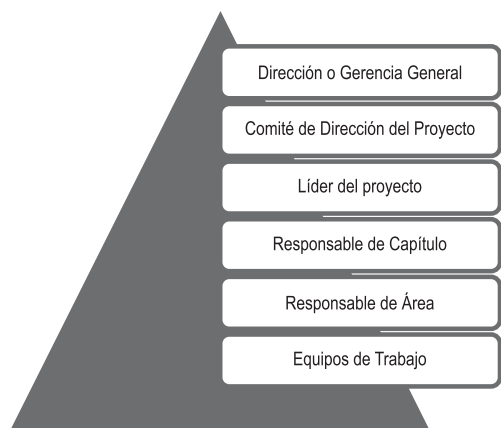 Dirección o Gerencia General
Comité de Dirección del Proyecto
Líder del proyecto
Responsable de Capítulo
Responsable de Área
Equipos de Trabajo